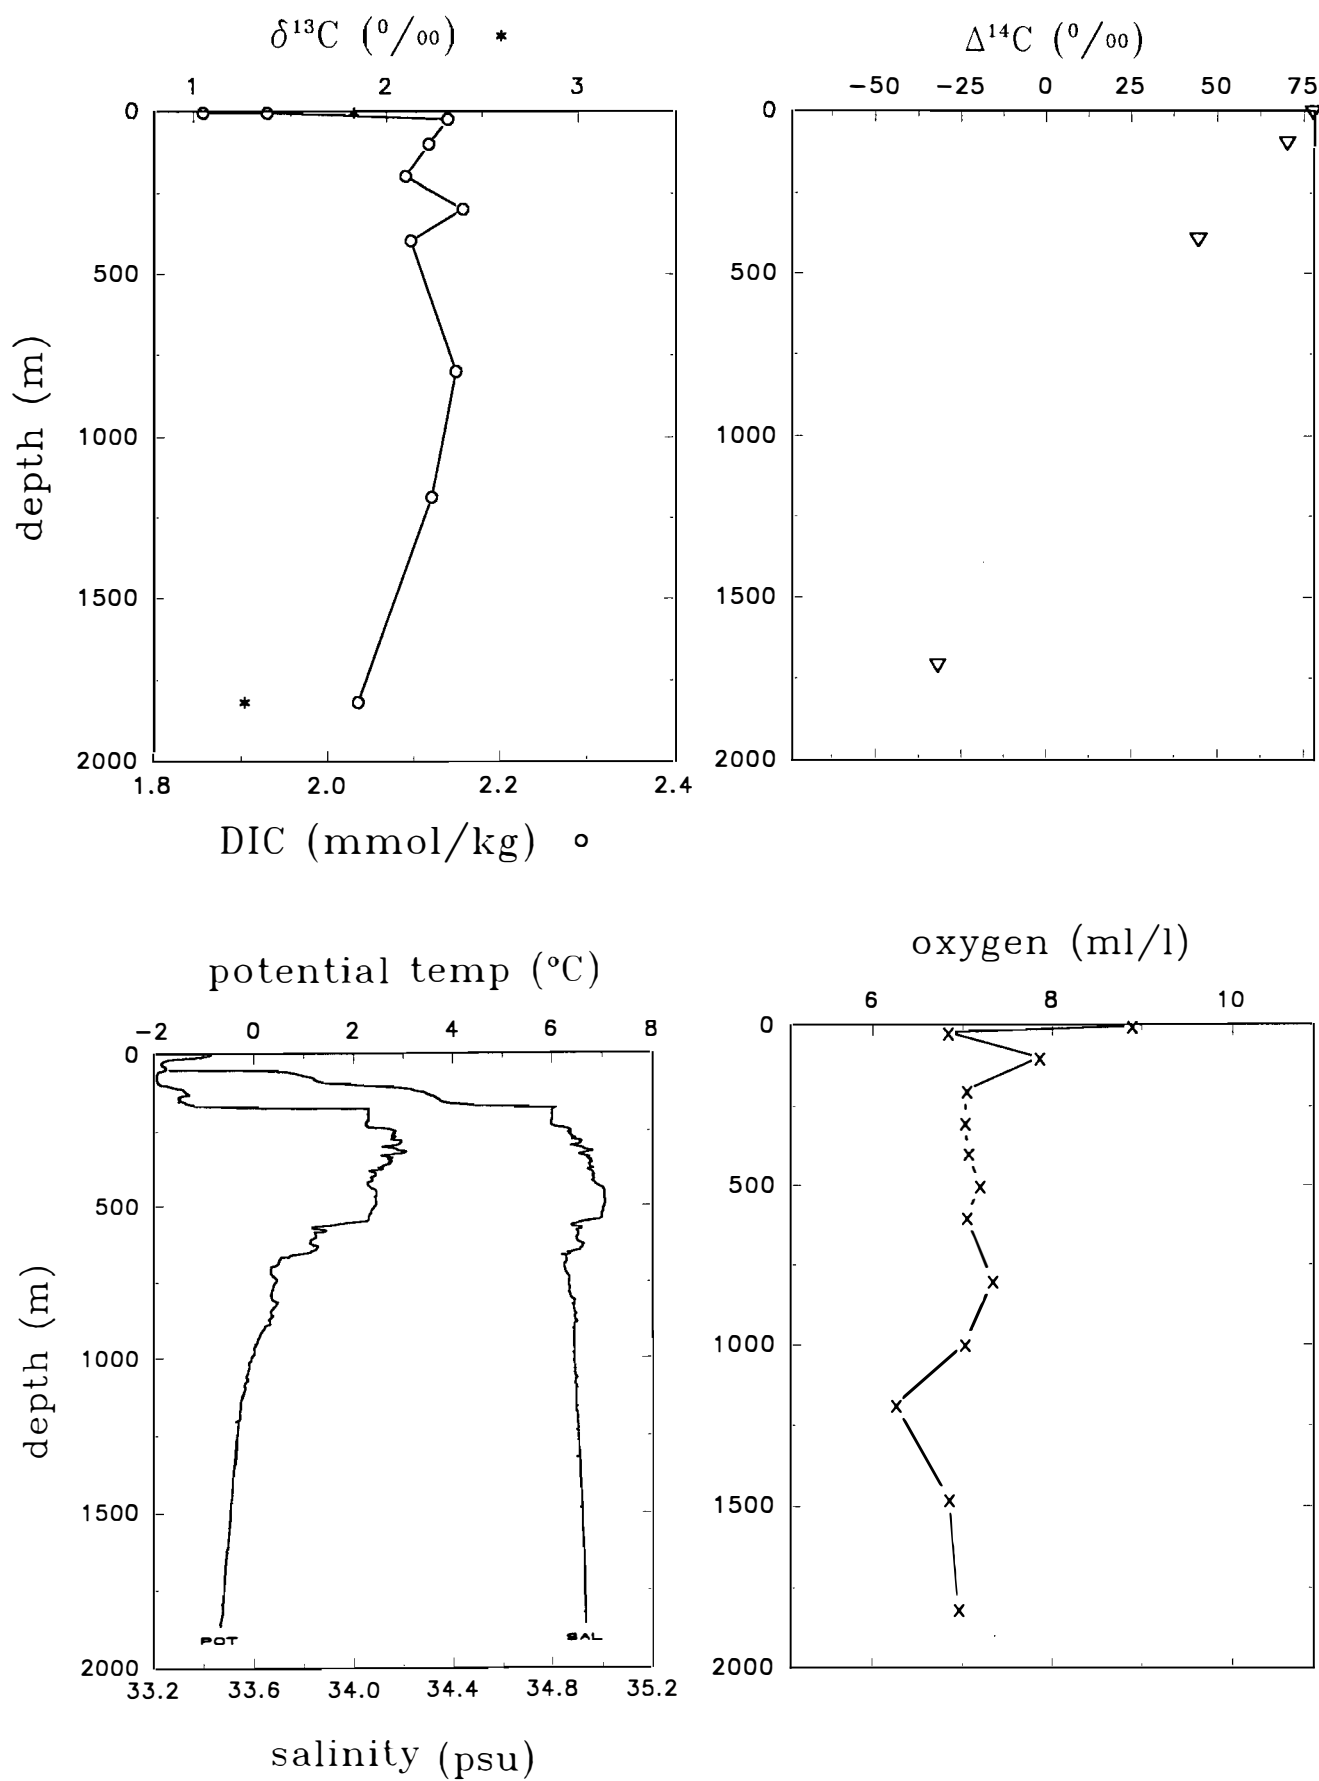 δ¹³C (⁰/₀₀) *
1 2 3
0
500
1000
1500
2000
depth (m)
1.8 2.0 2.2 2.4
DIC (mmol/kg) o
Δ¹⁴C (⁰/₀₀)
-50 -25 0 25 50 75
0
500
1000
1500
2000
potential temp (°C)
-2 0 2 4 6 8
0
500
1000
1500
2000
depth (m)
POT SAL
33.2 33.6 34.0 34.4 34.8 35.2
salinity (psu)
oxygen (ml/l)
6 8 10
0
500
1000
1500
2000